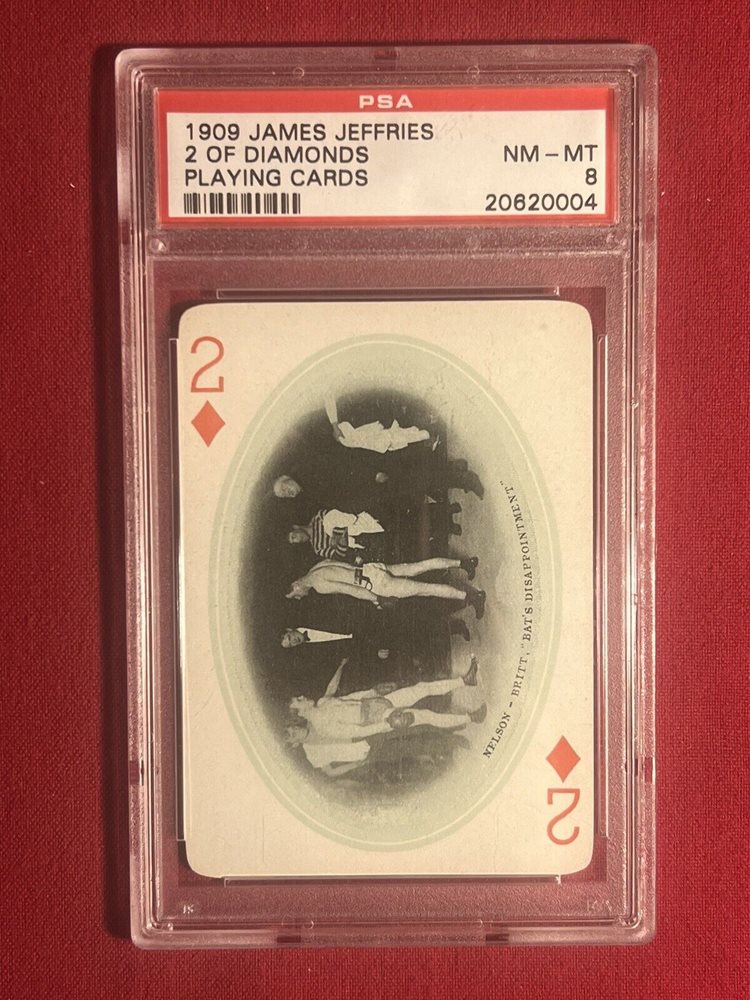 PSA
1909 JAMES JEFFRIES
2 OF DIAMONDS NM – MT
PLAYING CARDS 8
20620004
2
NELSON – BRITT, "BAT'S DISAPPOINTMENT"
2